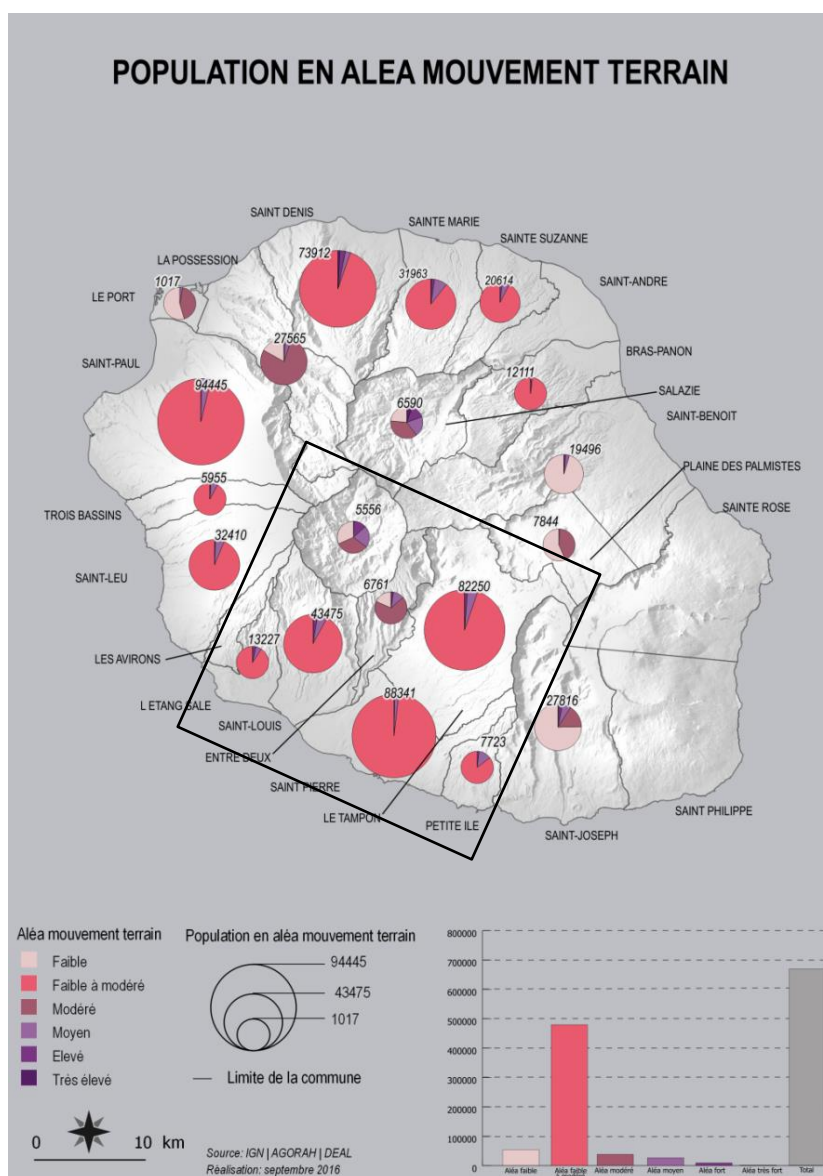 POPULATION EN ALEA MOUVEMENT TERRAIN
SAINT DENIS
SAINTE MARIE
SAINTE SUZANNE
LA POSSESSION
73912
31963
20614
SAINT-ANDRE
1017
LE PORT
27565
BRAS-PANON
SAINT-PAUL
12111
94445
6590
SALAZIE
SAINT-BENOIT
19496
PLAINE DES PALMISTES
5955
5556
7844
SAINTE ROSE
TROIS BASSINS
32410
SAINT-LEU
6761
82250
43475
13227
LES AVIRONS
27816
L ETANG SALE
88341
SAINT-LOUIS
7723
ENTRE DEUX
SAINT PIERRE
LE TAMPON
PETITE ILE
SAINT-JOSEPH
SAINT PHILIPPE
Aléa mouvement terrain
Faible
Faible à modéré
Modéré
Moyen
Elevé
Très élevé
Population en aléa mouvement terrain
94445
43475
1017
Limite de la commune
0 10 km
Source: IGN | AGORAH | DEAL
Rèalisation: septembre 2016
800000
700000
600000
500000
400000
300000
200000
100000
0
Aléa faible
Aléa faible
Aléa modéré
Aléa moyen
Aléa fort
Aléa très fort
Total